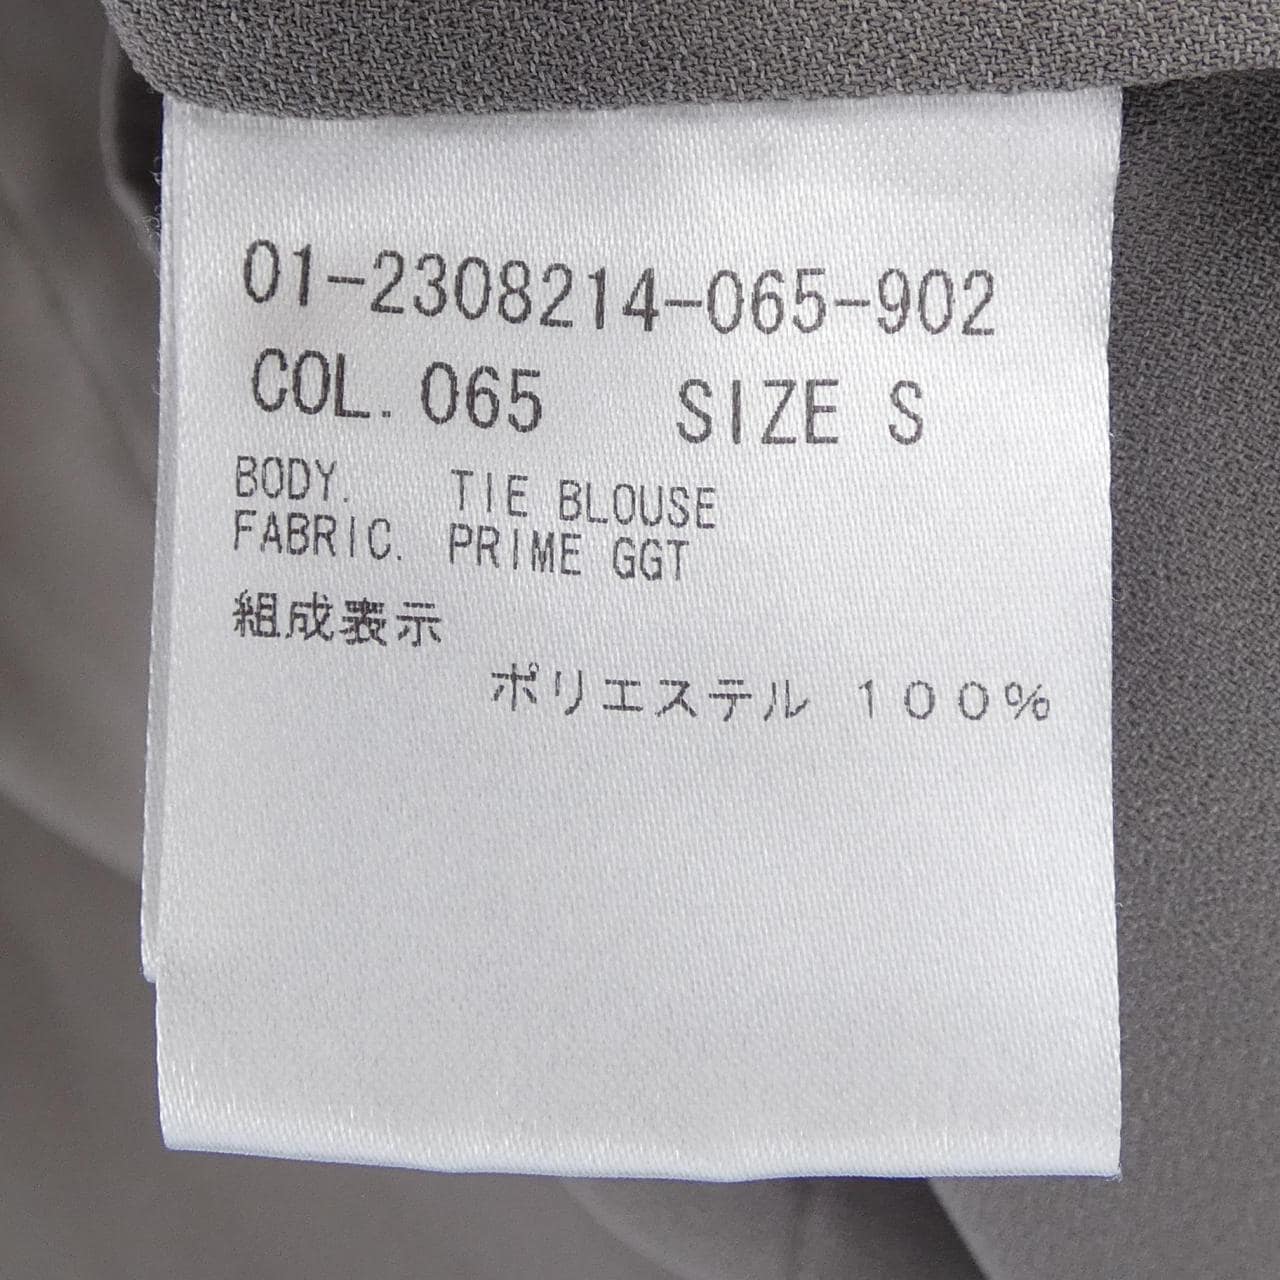 01-2308214-065-902
COL. 065 SIZE S
BODY. TIE BLOUSE
FABRIC. PRIME GGT
組成表示
ポリエステル １００％